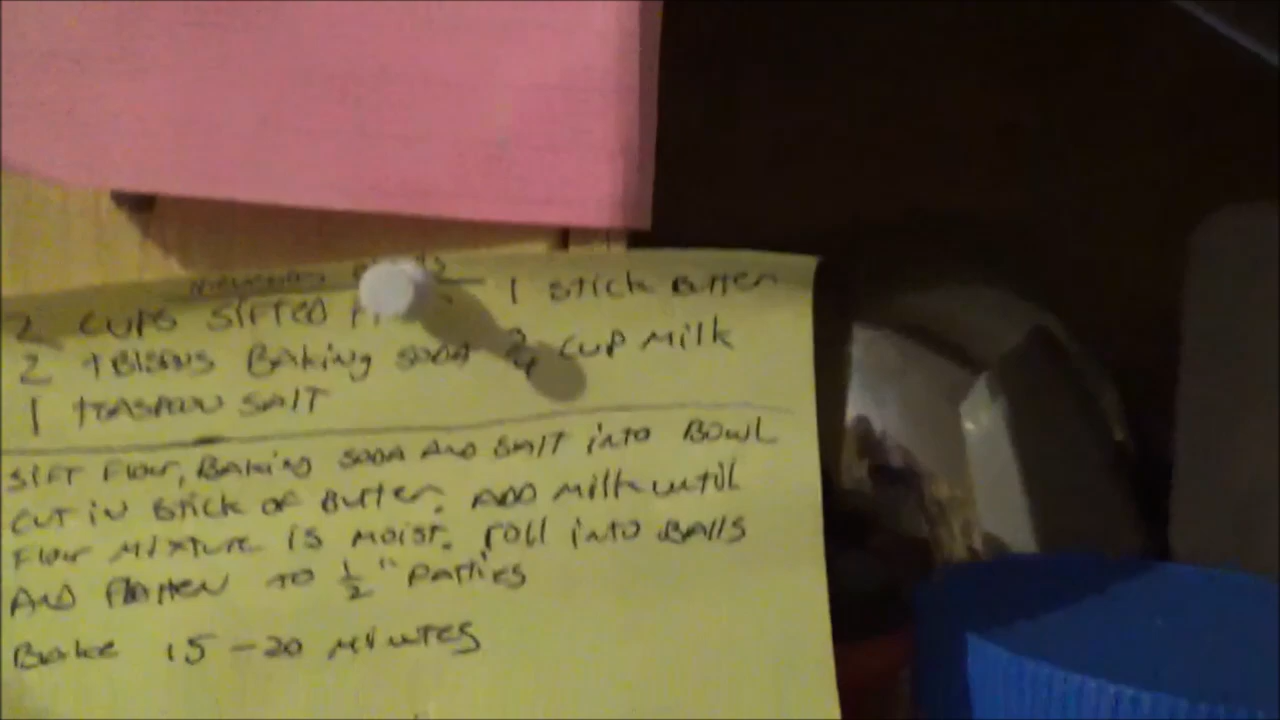 2 CUPS SIFTED 1 STICK BUTTER
2 BAKING SODA 3/4 CUP MILK
1 TEASPOON SALT
SIFT FLOUR, BAKING SODA AND SALT INTO BOWL
CUT IN STICK OF BUTTER. ADD MILK UNTIL
FLOUR MIXTURE IS MOIST. ROLL INTO BALLS
AND FLATTEN TO 1/2" PATTIES
BAKE 15-20 MINUTES